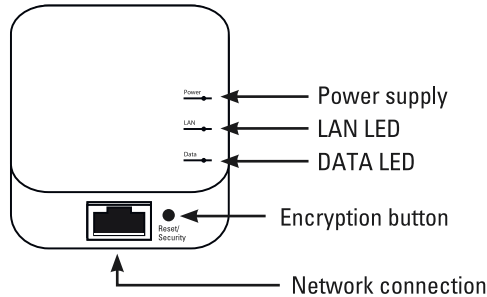 Power
Power supply
LAN
LAN LED
Data
DATA LED
Encryption button
Reset/
Security
Network connection